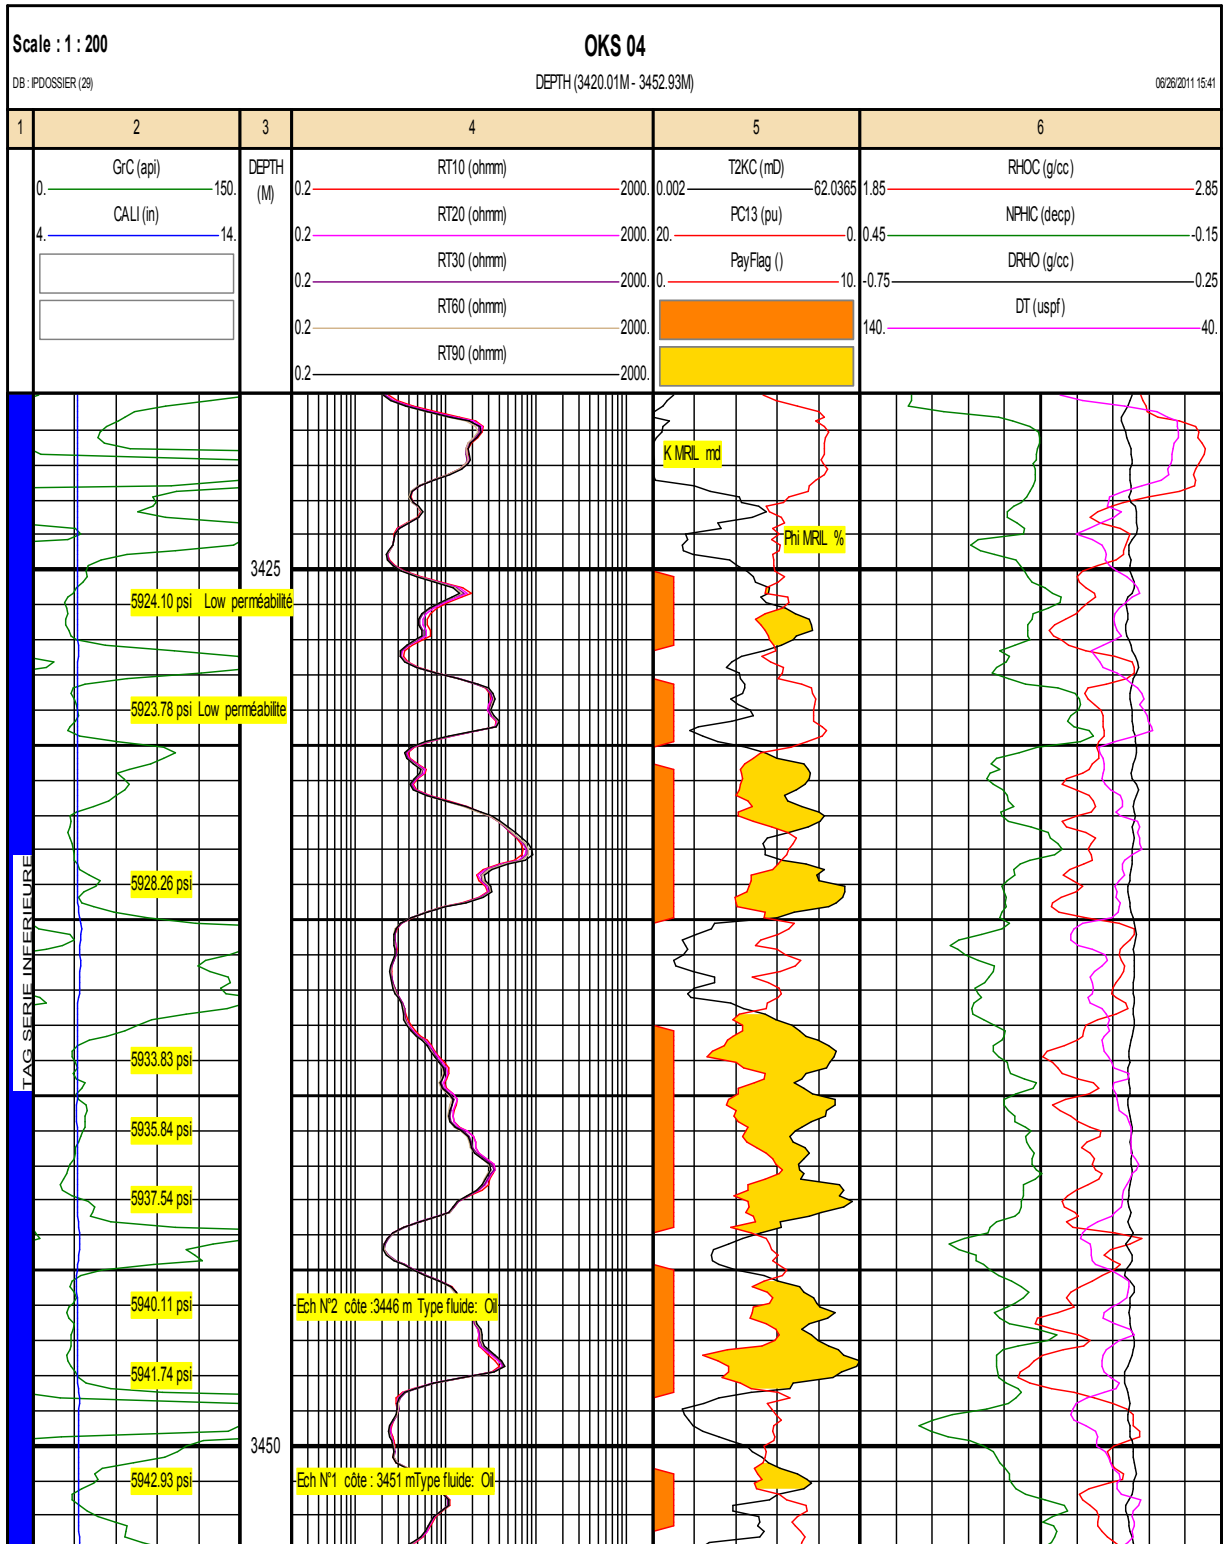 Scale : 1 : 200
OKS 04
DB : IPDOSSIER (29)
DEPTH (3420.01M - 3452.93M)
06/26/2011 15:41
1 2 3 4 5 6
GrC (api)
0. 150.
CALI (in)
4. 14.
DEPTH
(M)
RT10 (ohmm)
0.2 2000.
RT20 (ohmm)
0.2 2000.
RT30 (ohmm)
0.2 2000.
RT60 (ohmm)
0.2 2000.
RT90 (ohmm)
0.2 2000.
T2KC (mD)
0.002 62.0365
PC13 (pu)
20. 0.
PayFlag ()
0. 10.
RHOC (g/cc)
1.85 2.85
NPHIC (decp)
0.45 -0.15
DRHO (g/cc)
-0.75 0.25
DT (uspf)
140. 40.
K MRIL md
Phi MRIL %
3425
5924.10 psi Low perméabilité
5923.78 psi Low perméabilite
5928.26 psi
TAG SERIE INFERIEURE
5933.83 psi
5935.84 psi
5937.54 psi
5940.11 psi
Ech N°2 côte :3446 m Type fluide: Oil
5941.74 psi
3450
5942.93 psi
Ech N°1 côte : 3451 mType fluide: Oil